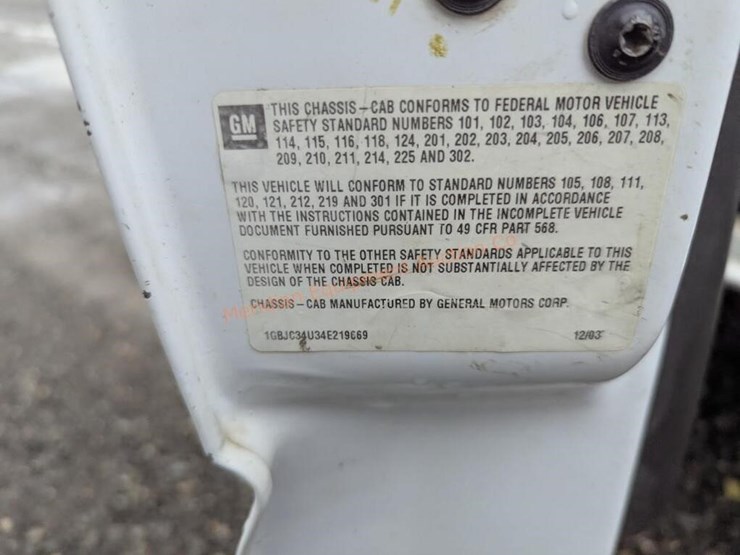 GM
THIS CHASSIS-CAB CONFORMS TO FEDERAL MOTOR VEHICLE
SAFETY STANDARD NUMBERS 101, 102, 103, 104, 106, 107, 113,
114, 115, 116, 118, 124, 201, 202, 203, 204, 205, 206, 207, 208,
209, 210, 211, 214, 225 AND 302.
THIS VEHICLE WILL CONFORM TO STANDARD NUMBERS 105, 108, 111,
120, 121, 212, 219 AND 301 IF IT IS COMPLETED IN ACCORDANCE
WITH THE INSTRUCTIONS CONTAINED IN THE INCOMPLETE VEHICLE
DOCUMENT FURNISHED PURSUANT TO 49 CFR PART 568.
CONFORMITY TO THE OTHER SAFETY STANDARDS APPLICABLE TO THIS
VEHICLE WHEN COMPLETED IS NOT SUBSTANTIALLY AFFECTED BY THE
DESIGN OF THE CHASSIS CAB.
CHASSIS-CAB MANUFACTURED BY GENERAL MOTORS CORP.
1GBJC34U34E219669 12/03